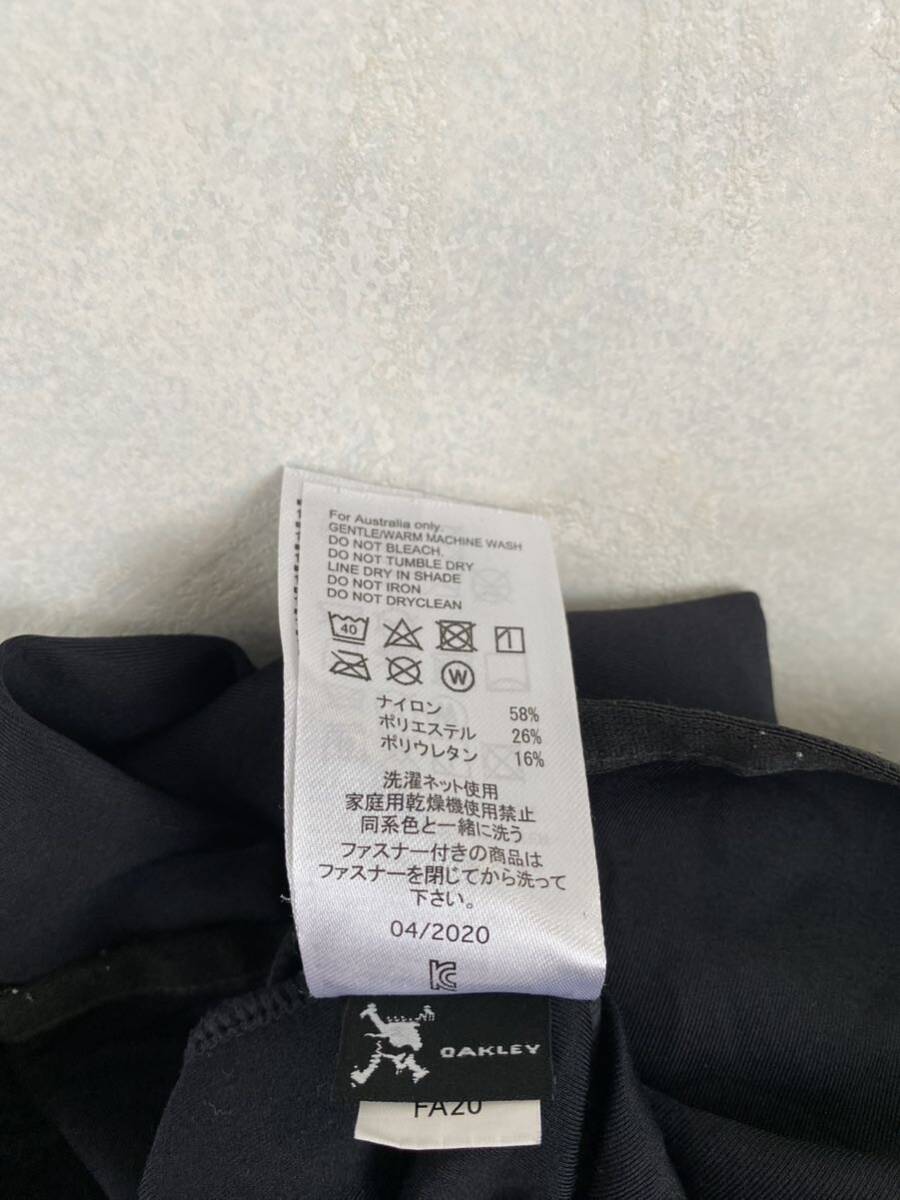 For Australia only.
GENTLE/WARM MACHINE WASH
DO NOT BLEACH.
DO NOT TUMBLE DRY
LINE DRY IN SHADE
DO NOT IRON
DO NOT DRYCLEAN
40
W
ナイロン 58%
ポリエステル 26%
ポリウレタン 16%
洗濯ネット使用
家庭用乾燥機使用禁止
同系色と一緒に洗う
ファスナー付きの商品は
ファスナーを閉じてから洗って
下さい。
04/2020
OAKLEY
FA20